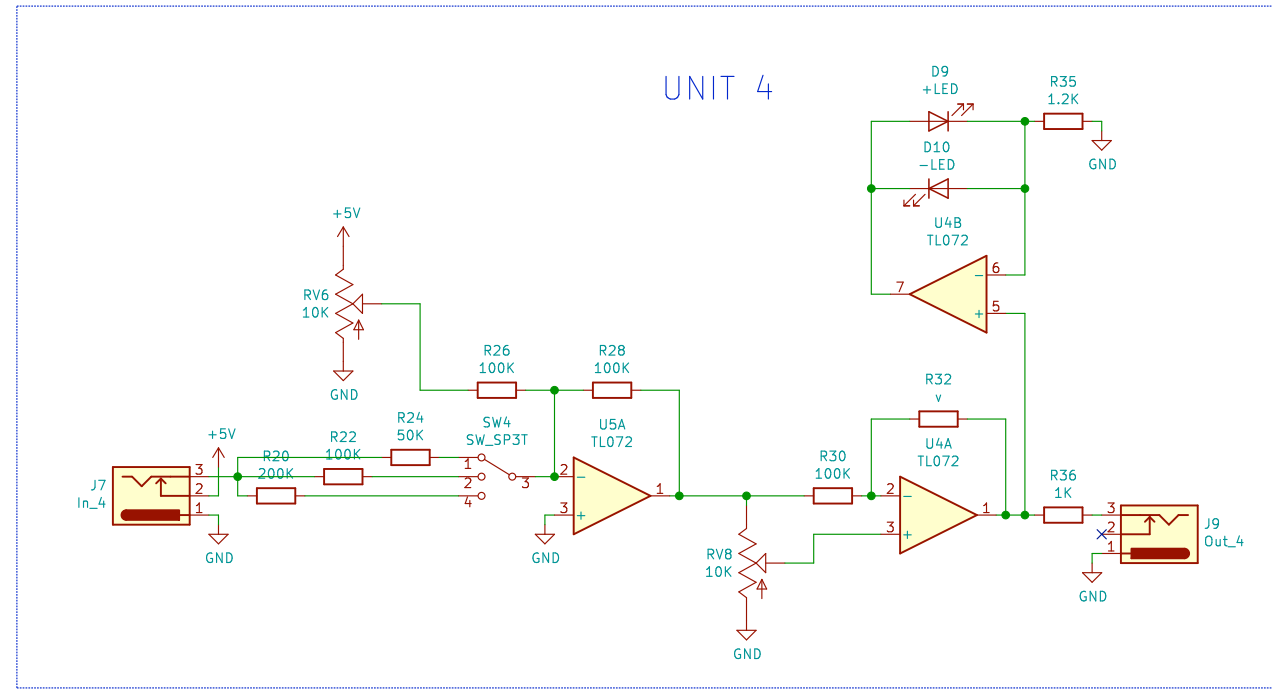 UNIT 4
D9
+LED
R35
1.2K
GND
D10
-LED
U4B
TL072
6
7
5
-
+
+5V
RV6
10K
GND
R26
100K
R28
100K
R32
v
+5V
R24
50K
SW4
SW_SP3T
U5A
TL072
U4A
TL072
R22
100K
R20
200K
1
2
3
4
J7
In_4
3
2
1
GND
2
3
1
-
+
GND
R30
100K
2
3
1
-
+
RV8
10K
GND
R36
1K
3
2
1
J9
Out_4
GND